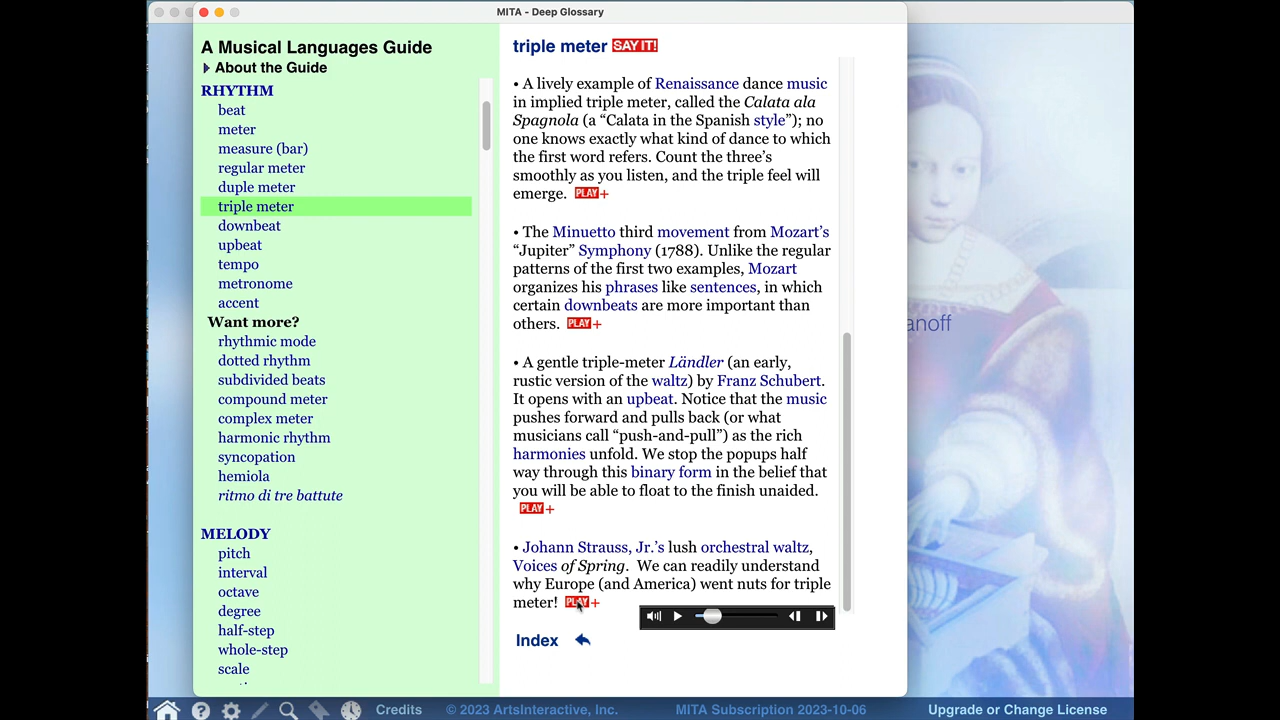 MITA - Deep Glossary
A Musical Languages Guide
About the Guide
RHYTHM
beat
meter
measure (bar)
regular meter
duple meter
triple meter
downbeat
upbeat
tempo
metronome
accent
Want more?
rhythmic mode
dotted rhythm
subdivided beats
compound meter
complex meter
harmonic rhythm
syncopation
hemiola
ritmo di tre battute
MELODY
pitch
interval
octave
degree
half-step
whole-step
scale
triple meter SAY IT!
• A lively example of Renaissance dance music
in implied triple meter, called the Calata ala
Spagnola (a “Calata in the Spanish style”); no
one knows exactly what kind of dance to which
the first word refers. Count the three’s
smoothly as you listen, and the triple feel will
emerge. PLAY+
• The Minuetto third movement from Mozart’s
“Jupiter” Symphony (1788). Unlike the regular
patterns of the first two examples, Mozart
organizes his phrases like sentences, in which
certain downbeats are more important than
others. PLAY+
• A gentle triple-meter Ländler (an early,
rustic version of the waltz) by Franz Schubert.
It opens with an upbeat. Notice that the music
pushes forward and pulls back (or what
musicians call “push-and-pull”) as the rich
harmonies unfold. We stop the popups half
way through this binary form in the belief that
you will be able to float to the finish unaided.
PLAY+
• Johann Strauss, Jr.’s lush orchestral waltz,
Voices of Spring. We can readily understand
why Europe (and America) went nuts for triple
meter! PLAY+
Index
anoff
Credits
© 2023 ArtsInteractive, Inc.
MITA Subscription 2023-10-06
Upgrade or Change License